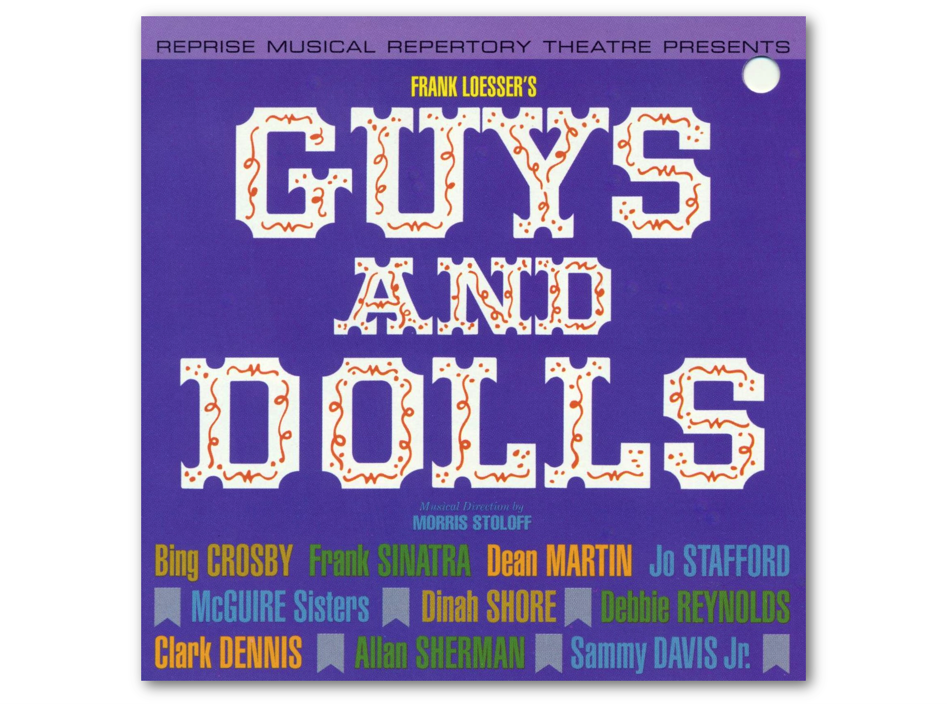 REPRISE MUSICAL REPERTORY THEATRE PRESENTS
FRANK LOESSER'S
GUYS
AND
DOLLS
Musical Direction by
MORRIS STOLOFF
Bing CROSBY Frank SINATRA Dean MARTIN Jo STAFFORD
McGUIRE Sisters Dinah SHORE Debbie REYNOLDS
Clark DENNIS Allan SHERMAN Sammy DAVIS Jr.